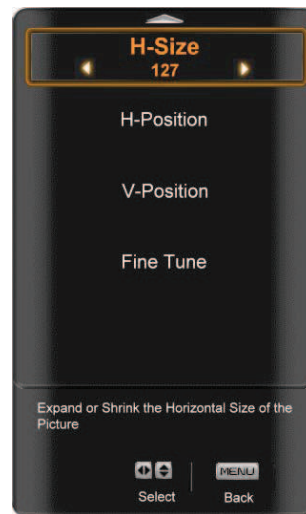 H-Size
127
H-Position
V-Position
Fine Tune
Expand or Shrink the Horizontal Size of the
Picture
MENU
Select Back